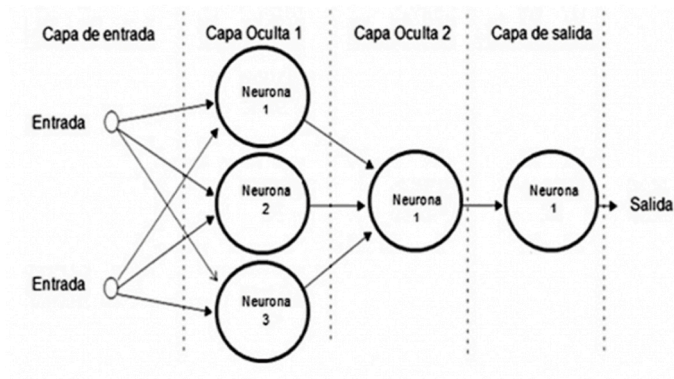 Capa de entrada
Capa Oculta 1
Capa Oculta 2
Capa de salida
Entrada
Entrada
Neurona
1
Neurona
2
Neurona
3
Neurona
1
Neurona
1
Salida